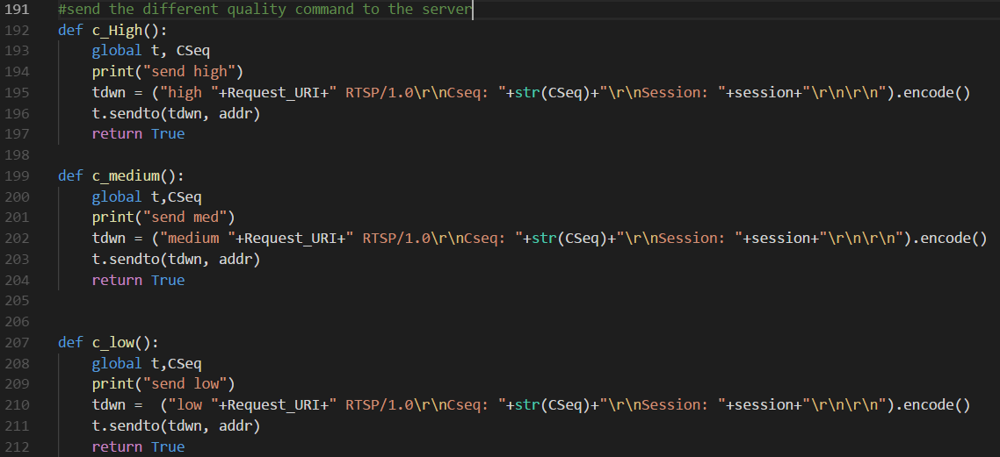 191 #send the different quality command to the server
192 def c_High():
193     global t, CSeq
194     print("send high")
195     tdwn = ("high "+Request_URI+" RTSP/1.0\r\nCseq: "+str(CSeq)+"\r\nSession: "+session+"\r\n\r\n").encode()
196     t.sendto(tdwn, addr)
197     return True
198
199 def c_medium():
200     global t,CSeq
201     print("send med")
202     tdwn = ("medium "+Request_URI+" RTSP/1.0\r\nCseq: "+str(CSeq)+"\r\nSession: "+session+"\r\n\r\n").encode()
203     t.sendto(tdwn, addr)
204     return True
205
206
207 def c_low():
208     global t,CSeq
209     print("send low")
210     tdwn =  ("low "+Request_URI+" RTSP/1.0\r\nCseq: "+str(CSeq)+"\r\nSession: "+session+"\r\n\r\n").encode()
211     t.sendto(tdwn, addr)
212     return True